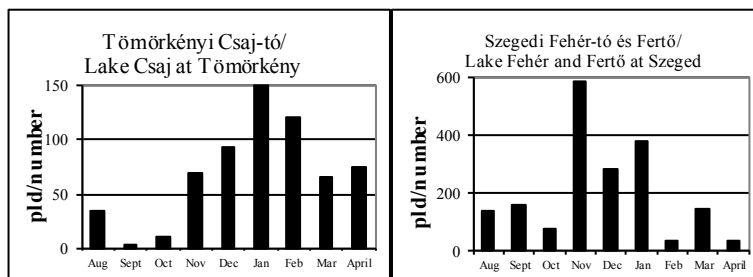 Tömörkényi Csaj-tó/
Lake Csaj at Tömörkény
pld/number
150
100
50
0
Aug Sept Oct Nov Dec Jan Feb Mar April
Szegedi Fehér-tó és Fertő/
Lake Fehér and Fertő at Szeged
pld/number
600
400
200
0
Aug Sept Oct Nov Dec Jan Feb Mar April